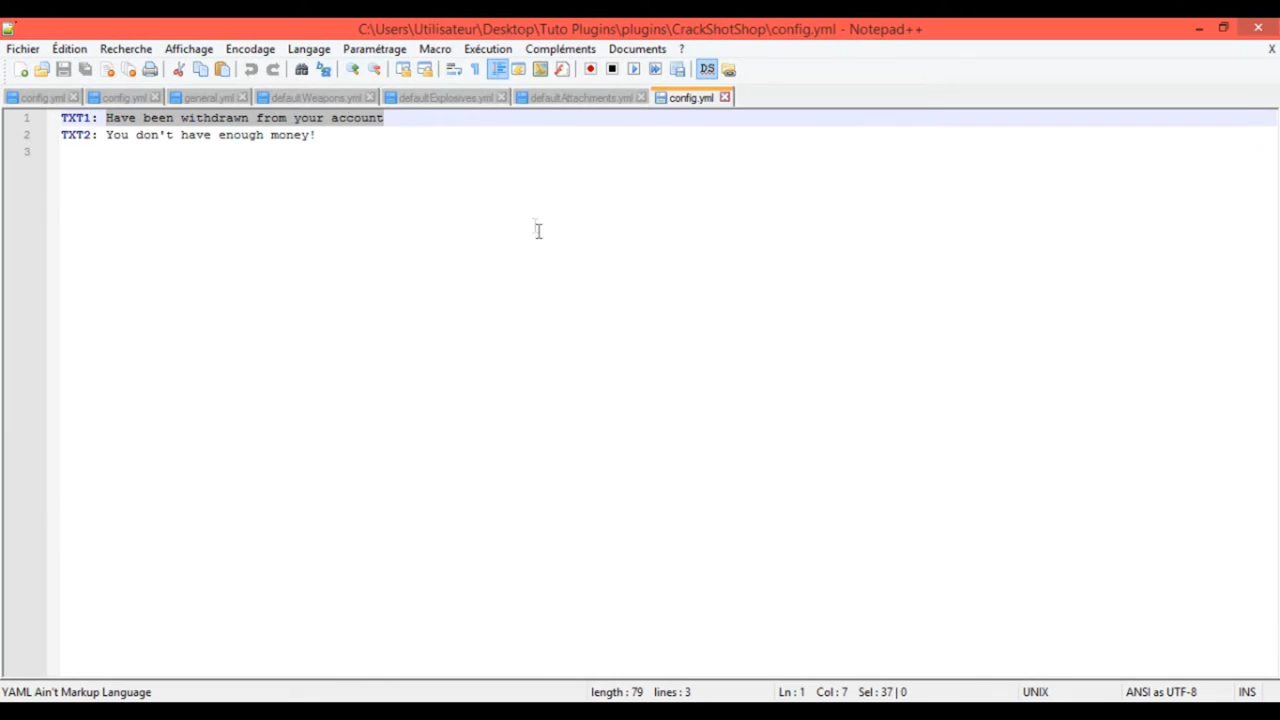 C:\Users\Utilisateur\Desktop\Tuto Plugins\plugins\CrackShotShop\config.yml - Notepad++
Fichier Édition Recherche Affichage Encodage Langage Paramétrage Macro Exécution Compléments Documents ? X
config.yml config.yml general.yml defaultWeapons.yml defaultExplosives.yml defaultAttachments.yml config.yml
1 TXT1: Have been withdrawn from your account
2 TXT2: You don't have enough money!
3
YAML Ain't Markup Language length : 79 lines : 3 Ln : 1 Col : 7 Sel : 37 | 0 UNIX ANSI as UTF-8 INS